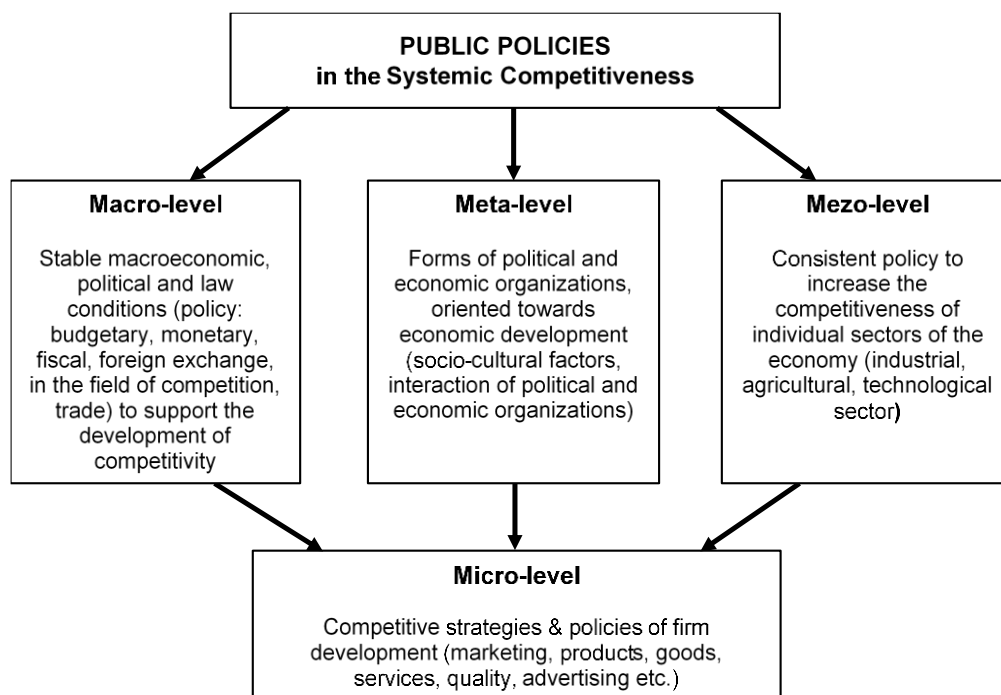 PUBLIC POLICIES
in the Systemic Competitiveness
Macro-level
Stable macroeconomic,
political and law
conditions (policy:
budgetary, monetary,
fiscal, foreign exchange,
in the field of competition,
trade) to support the
development of
competitivity
Meta-level
Forms of political and
economic organizations,
oriented towards
economic development
(socio-cultural factors,
interaction of political and
economic organizations)
Mezo-level
Consistent policy to
increase the
competitiveness of
individual sectors of the
economy (industrial,
agricultural, technological
sector)
Micro-level
Competitive strategies & policies of firm
development (marketing, products, goods,
services, quality, advertising etc.)